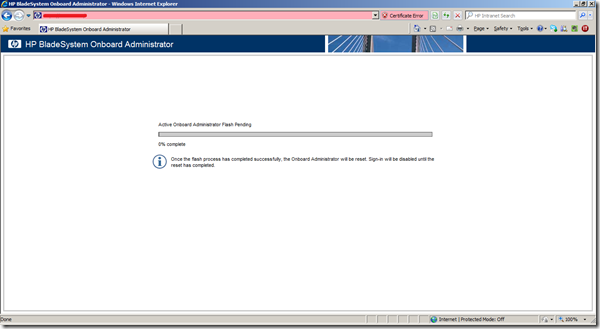 HP BladeSystem Onboard Administrator - Windows Internet Explorer
Certificate Error
HP Intranet Search
Favorites
HP BladeSystem Onboard Administrator
Page
Safety
Tools
HP BladeSystem Onboard Administrator
Active Onboard Administrator Flash Pending
0% complete
Once the flash process has completed successfully, the Onboard Administrator will be reset. Sign-in will be disabled until the
reset has completed.
Done
Internet | Protected Mode: Off
100%